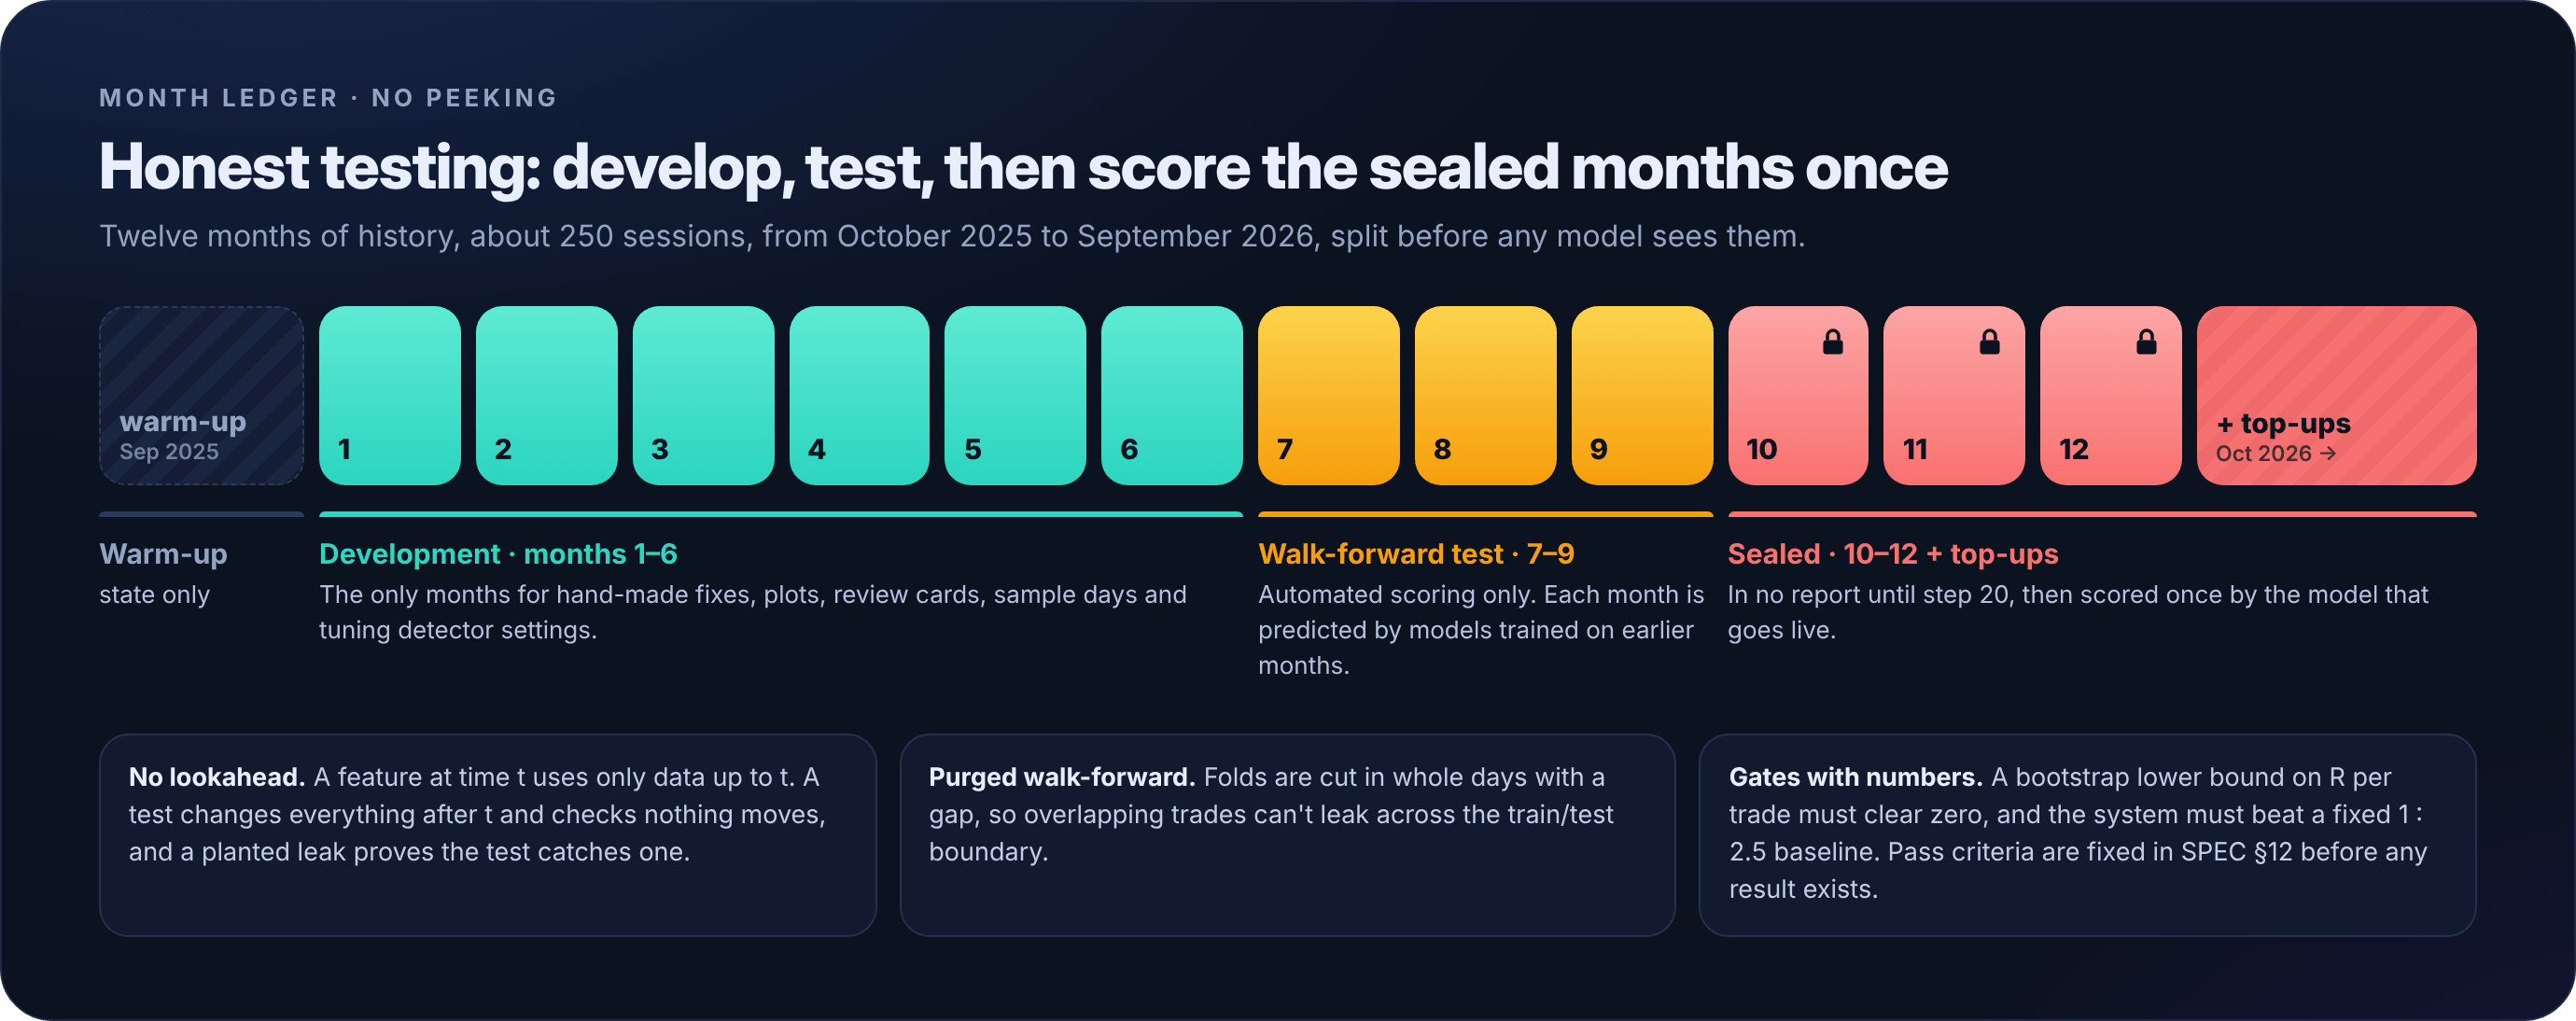 MONTH LEDGER · NO PEEKING
Honest testing: develop, test, then score the sealed months once
Twelve months of history, about 250 sessions, from October 2025 to September 2026, split before any model sees them.
warm-up
Sep 2025
1
2
3
4
5
6
7
8
9
10
11
12
+ top-ups
Oct 2026 →
Warm-up
state only
Development · months 1–6
The only months for hand-made fixes, plots, review cards, sample days and
tuning detector settings.
Walk-forward test · 7–9
Automated scoring only. Each month is
predicted by models trained on earlier
months.
Sealed · 10–12 + top-ups
In no report until step 20, then scored once by the model that
goes live.
No lookahead. A feature at time t uses only data up to t. A
test changes everything after t and checks nothing moves,
and a planted leak proves the test catches one.
Purged walk-forward. Folds are cut in whole days with a
gap, so overlapping trades can't leak across the train/test
boundary.
Gates with numbers. A bootstrap lower bound on R per
trade must clear zero, and the system must beat a fixed 1 :
2.5 baseline. Pass criteria are fixed in SPEC §12 before any
result exists.